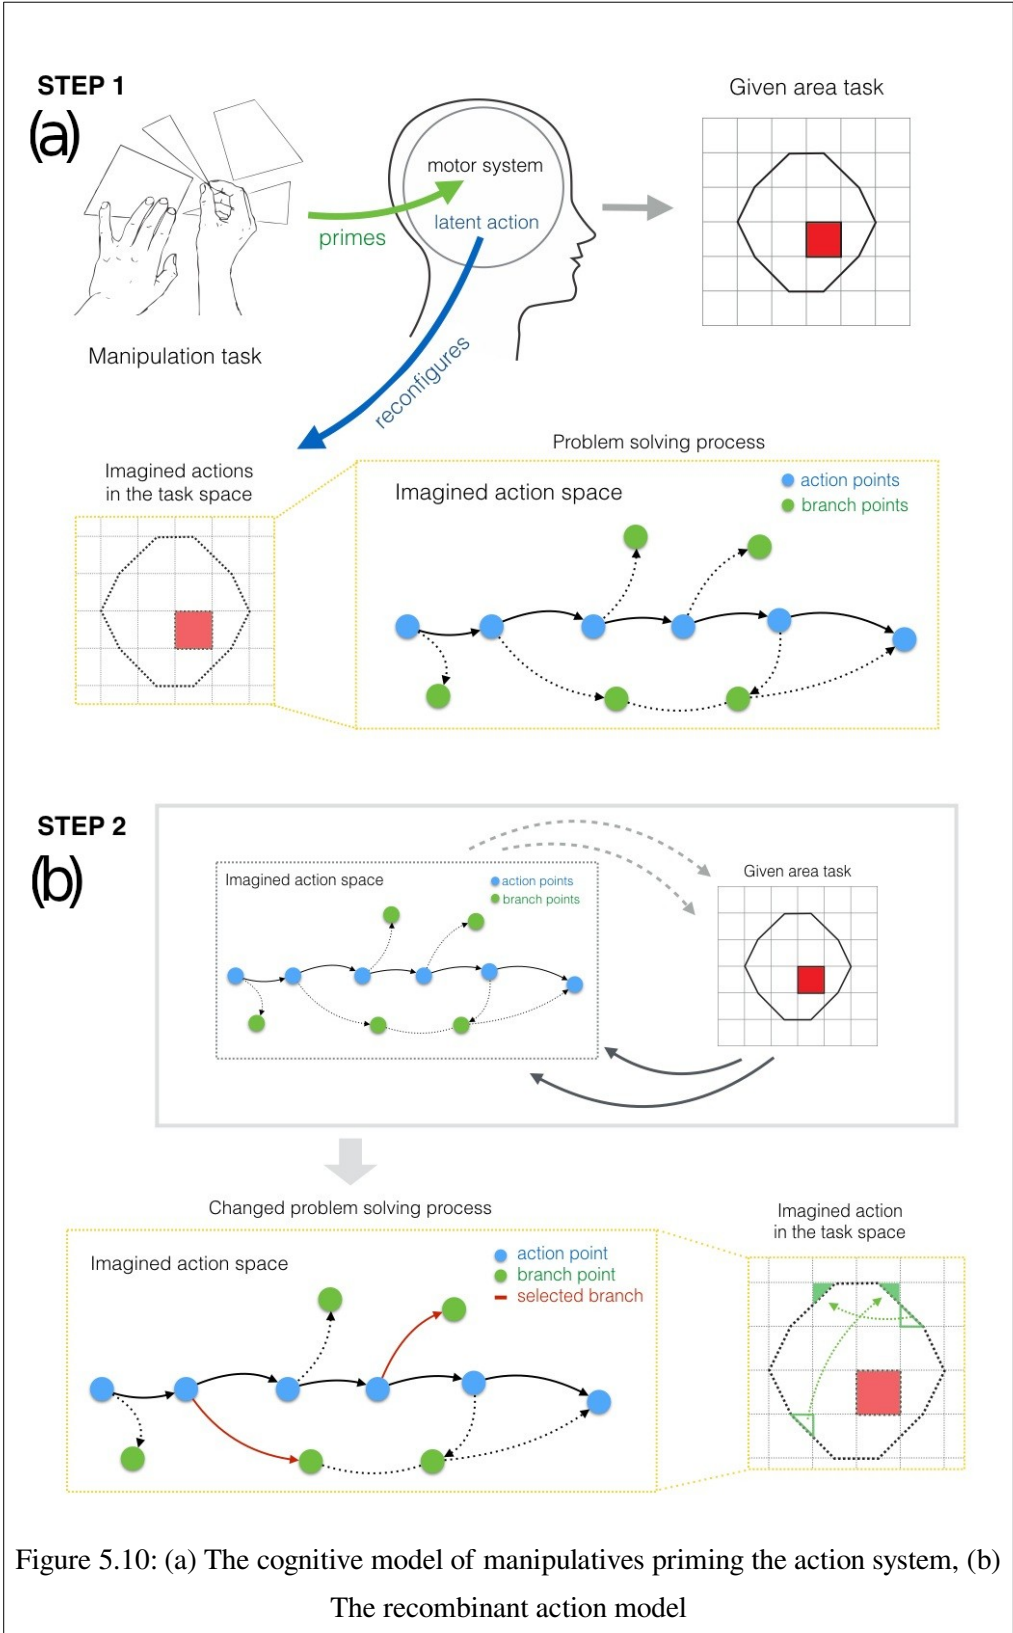 STEP 1
(a)
Given area task
motor system
latent action
primes
Manipulation task
reconfigures
Problem solving process
Imagined actions
in the task space
Imagined action space
action points
branch points
STEP 2
(b)
Imagined action space
action points
branch points
Given area task
Changed problem solving process
Imagined action
in the task space
Imagined action space
action point
branch point
selected branch
Figure 5.10: (a) The cognitive model of manipulatives priming the action system, (b)
The recombinant action model